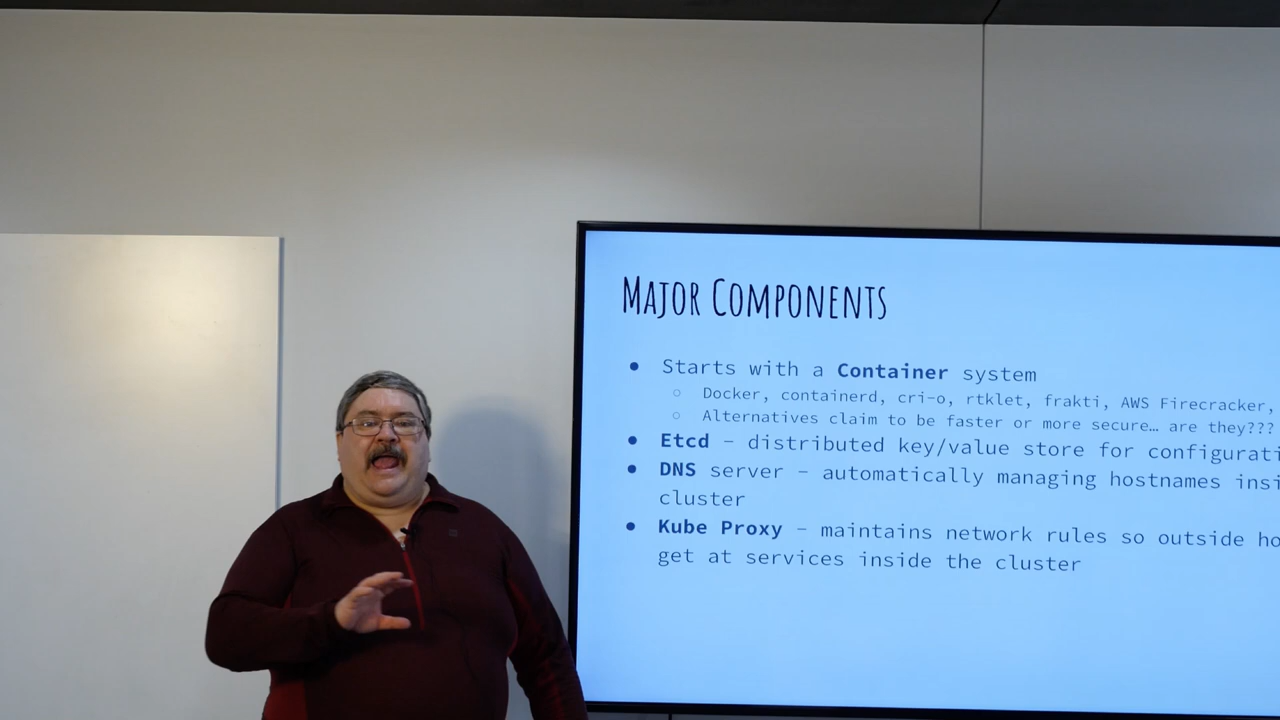 MAJOR COMPONENTS
● Starts with a Container system
○ Docker, containerd, cri-o, rtklet, frakti, AWS Firecracker,
○ Alternatives claim to be faster or more secure… are they???
● Etcd – distributed key/value store for configurati
● DNS server – automatically managing hostnames insi
cluster
● Kube Proxy – maintains network rules so outside ho
get at services inside the cluster